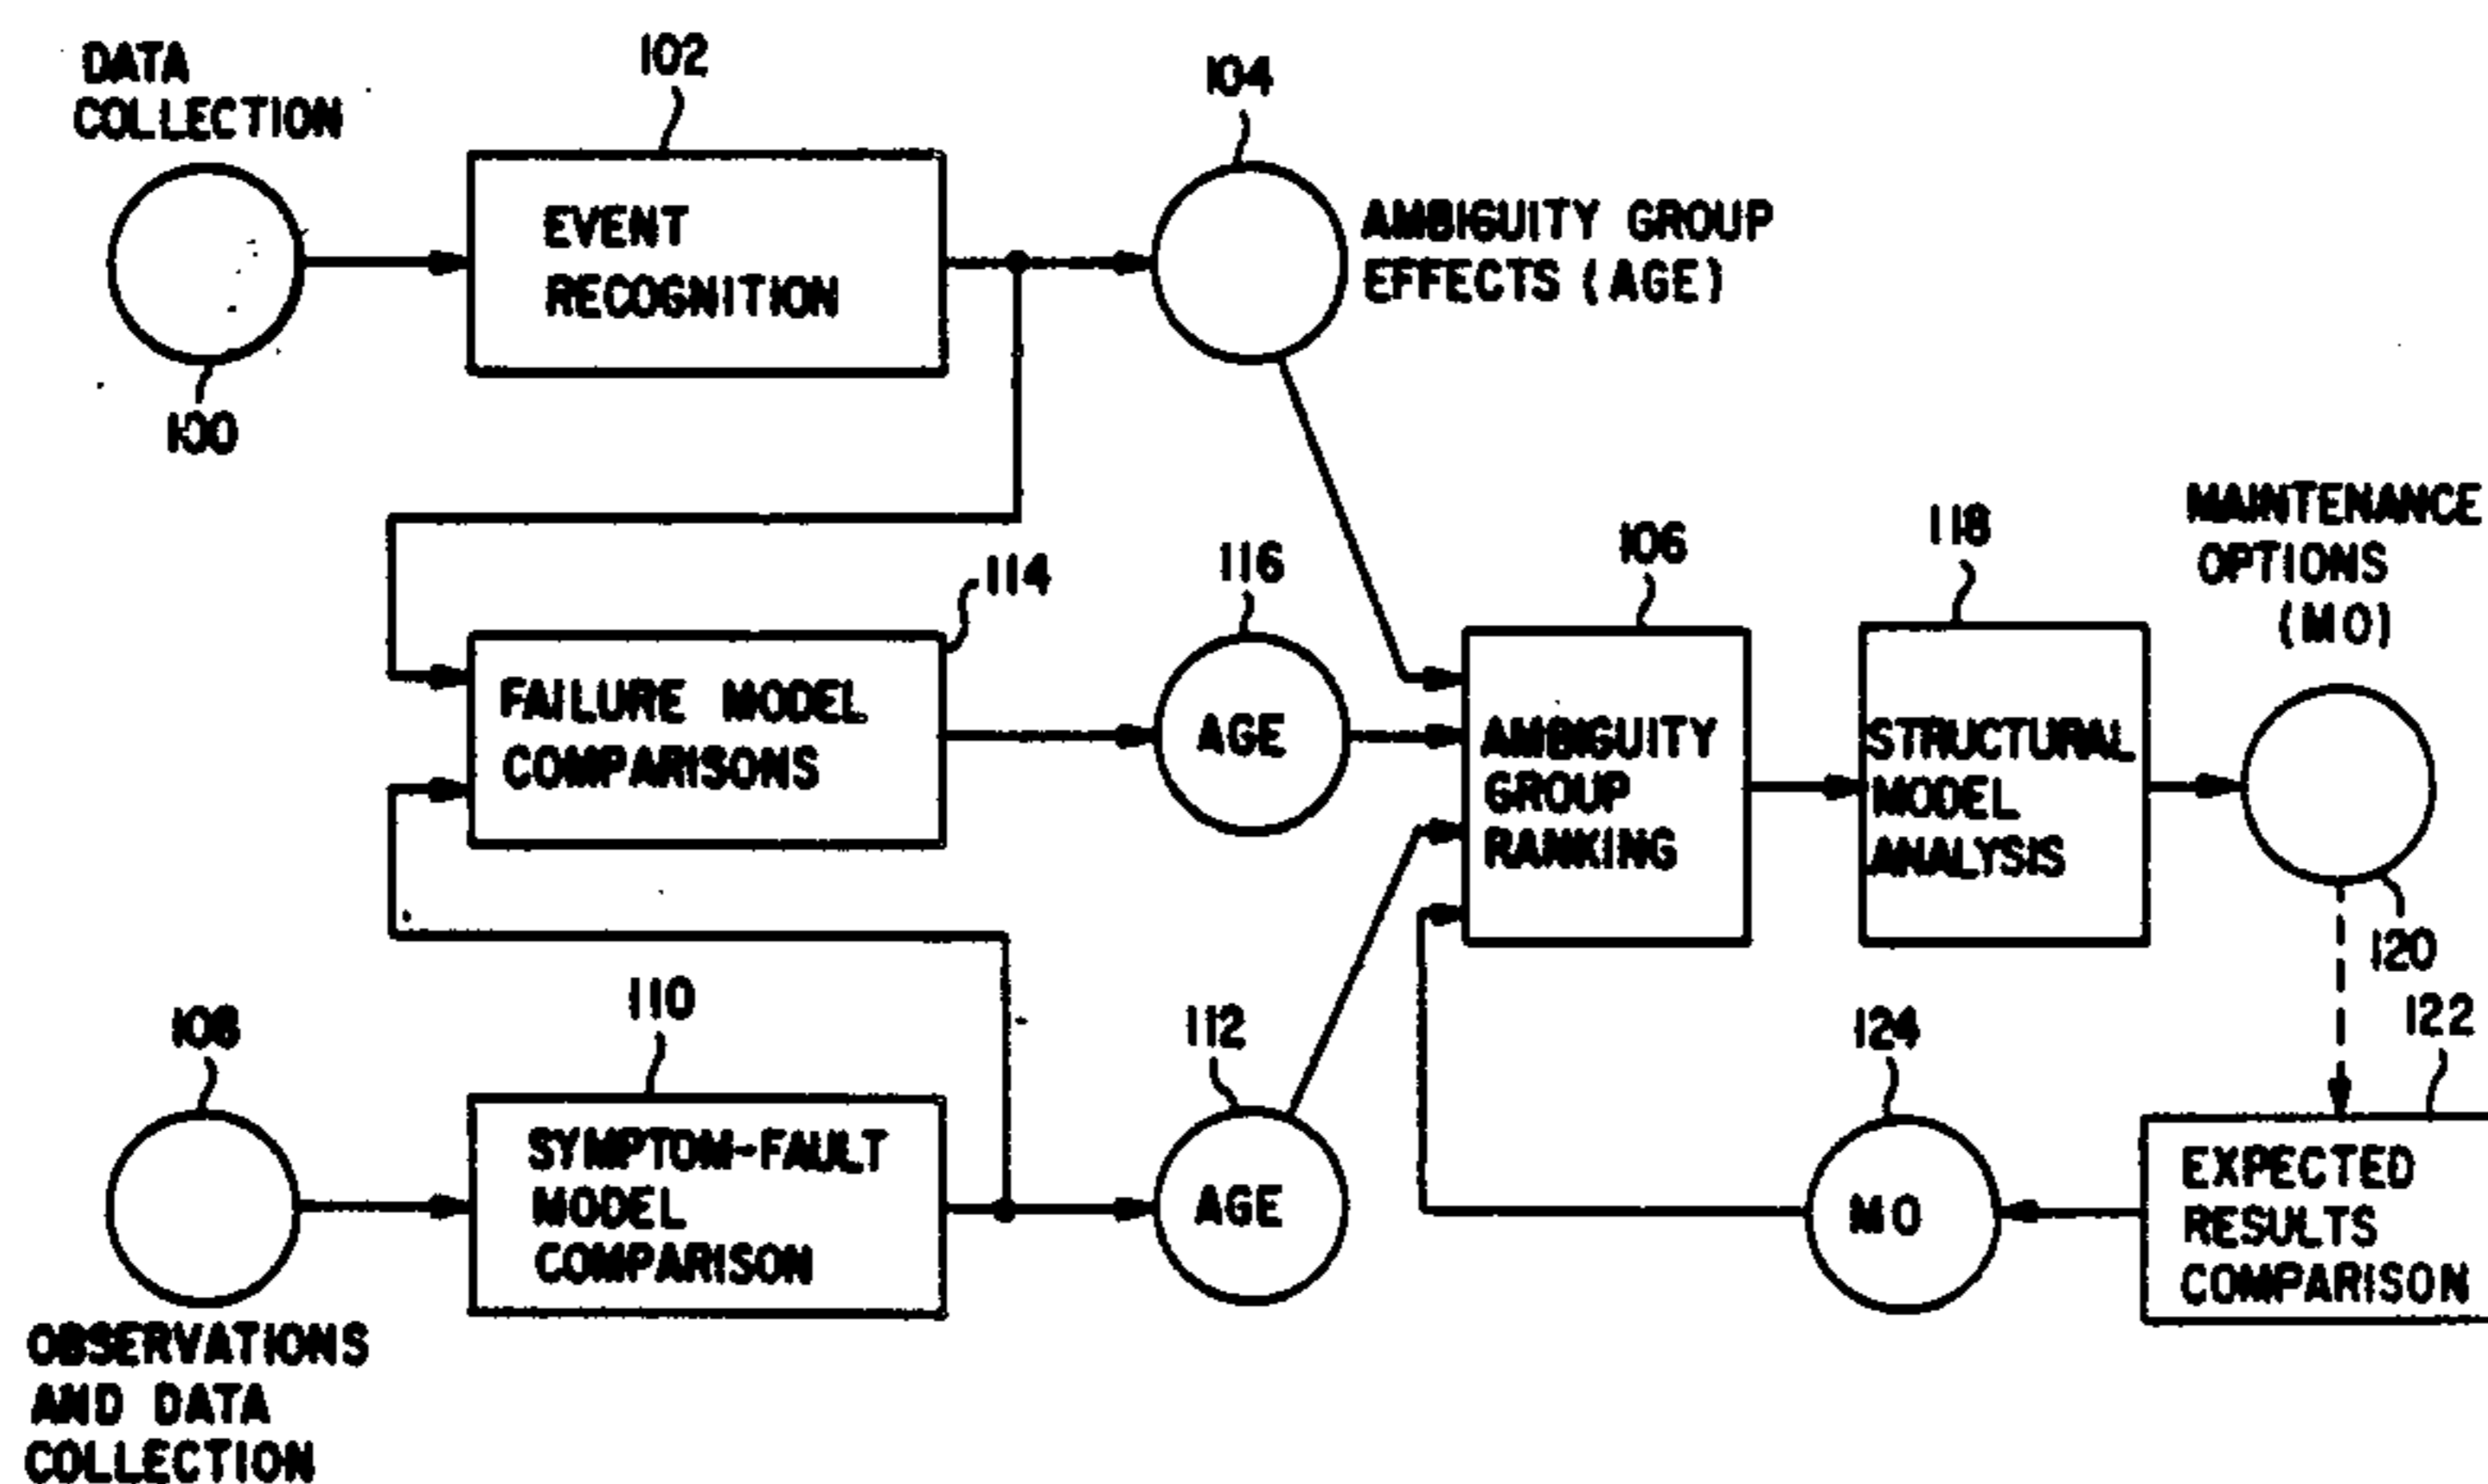 DATA
COLLECTION
100
102
EVENT
RECOGNITION
104
AMBIGUITY GROUP
EFFECTS (AGE)
114
FAILURE MODEL
COMPARISONS
116
AGE
106
AMBIGUITY
GROUP
RANKING
118
STRUCTURAL
MODEL
ANALYSIS
MAINTENANCE
OPTIONS
(MO)
120
108
OBSERVATIONS
AND DATA
COLLECTION
110
SYMPTOM-FAULT
MODEL
COMPARISON
112
AGE
124
MO
122
EXPECTED
RESULTS
COMPARISON